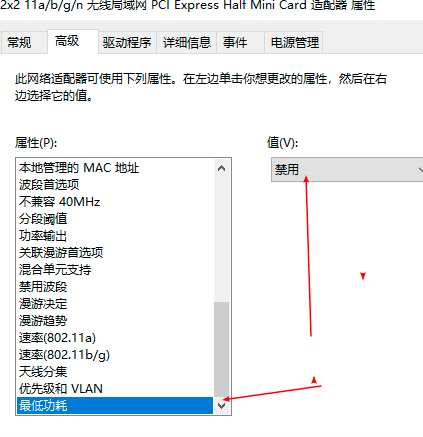 2x2 11a/b/g/n 无线局域网 PCI Express Half Mini Card 适配器 属性
常规 高级 驱动程序 详细信息 事件 电源管理
此网络适配器可使用下列属性。在左边单击你想更改的属性，然后在右
边选择它的值。
属性(P): 值(V):
本地管理的 MAC 地址 禁用
波段首选项
不兼容 40MHz
分段阈值
功率输出
关联漫游首选项
混合单元支持
禁用波段
漫游决定
漫游趋势
速率(802.11a)
速率(802.11b/g)
天线分集
优先级和 VLAN
最低功耗